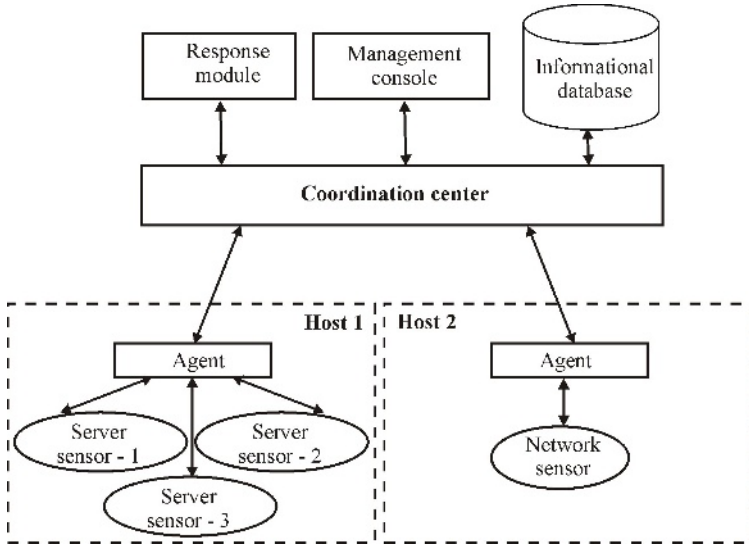 Response
module
Management
console
Informational
database
Coordination center
Host 1
Host 2
Agent
Agent
Server
sensor - 1
Server
sensor - 2
Server
sensor - 3
Network
sensor